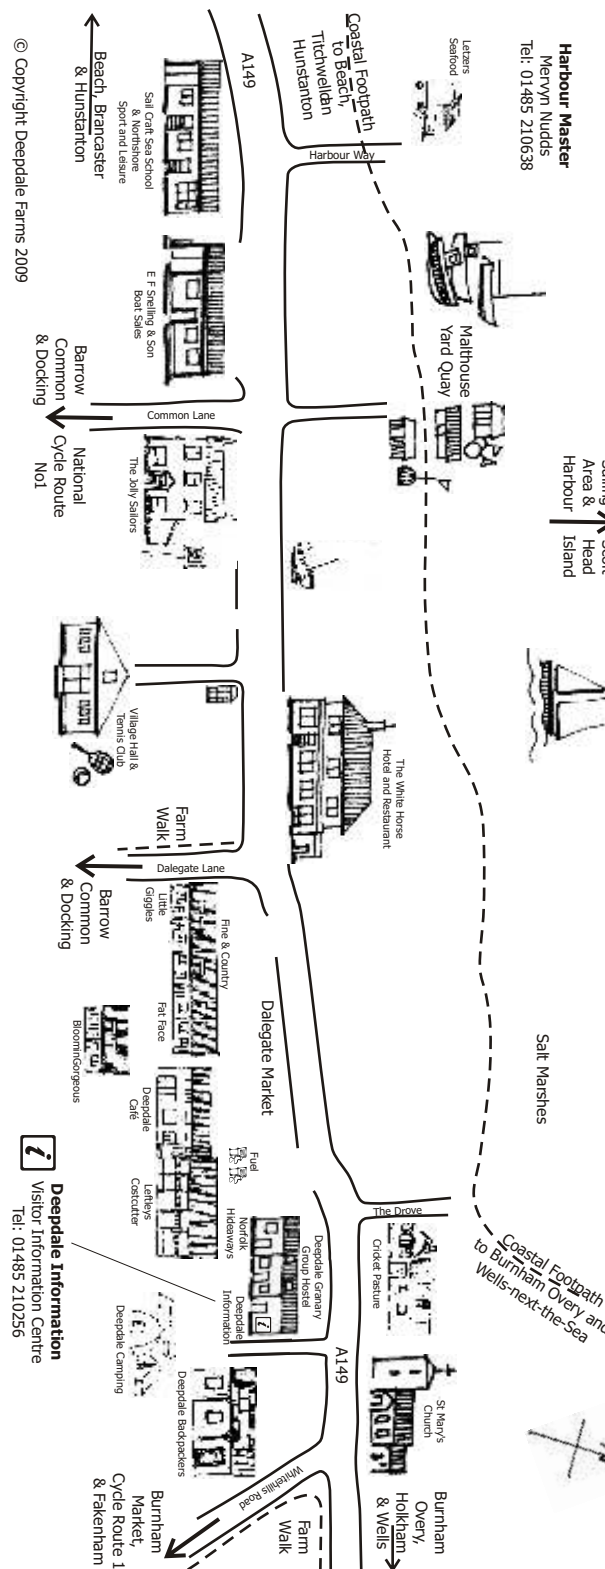 Harbour Master
Mervyn Nudds
Tel: 01485 210638
Letzers
Seafood
Coastal Footpath
to Beach,
Titchwelldan
Hunstanton
Harbour Way
A149
Sail Craft Sea School
& Northshore
Sport and Leisure
Beach, Brancaster
& Hunstanton
© Copyright Deepdale Farms 2009
E F Snelling & Son
Boat Sales
Malthouse
Yard Quay
Area &
Harbour
Head
Island
Barrow
Common
& Docking
Common Lane
National
Cycle Route
No1
The Jolly Sailors
Village Hall &
Tennis Club
The White Horse
Hotel and Restaurant
Farm
Walk
Dalegate Lane
Barrow
Common
& Docking
Little
Giggles
Fine & Country
Fat Face
BloominGorgeous
Dalegate Market
Salt Marshes
Deepdale
Café
Leftleys
Costcutter
Fuel
Norfolk
Hideaways
Deepdale Granary
Group Hostel
The Drove
Cricket Pasture
Coastal Footpath
to Burnham Overy and
Wells-next-the-Sea
i
Deepdale Information
Visitor Information Centre
Tel: 01485 210256
Deepdale
Information
i
A149
Deepdale Camping
Deepdale Backpackers
St Mary's
Church
Whitehills Road
Burnham
Market,
Cycle Route 1
& Fakenham
Farm
Walk
Burnham
Overy,
Holkham
& Wells